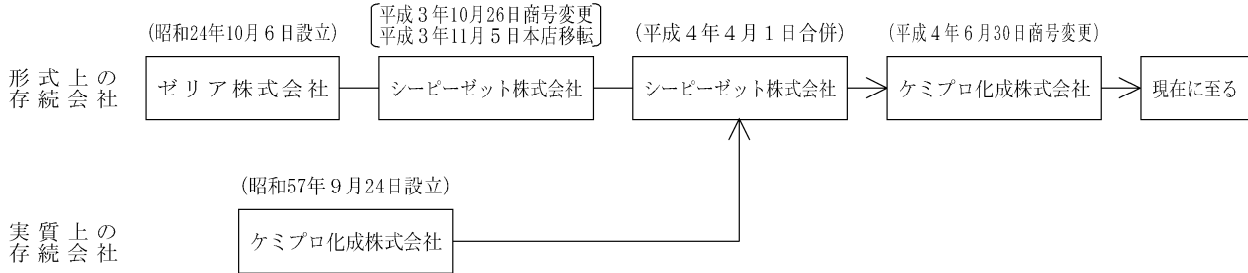 平成３年10月26日商号変更
平成３年11月５日本店移転
(昭和24年10月６日設立)
(平成４年４月１日合併)
(平成４年６月30日商号変更)
形式上の
存続会社
ゼリア株式会社
シーピーゼット株式会社
シーピーゼット株式会社
ケミプロ化成株式会社
現在に至る
(昭和57年９月24日設立)
実質上の
存続会社
ケミプロ化成株式会社